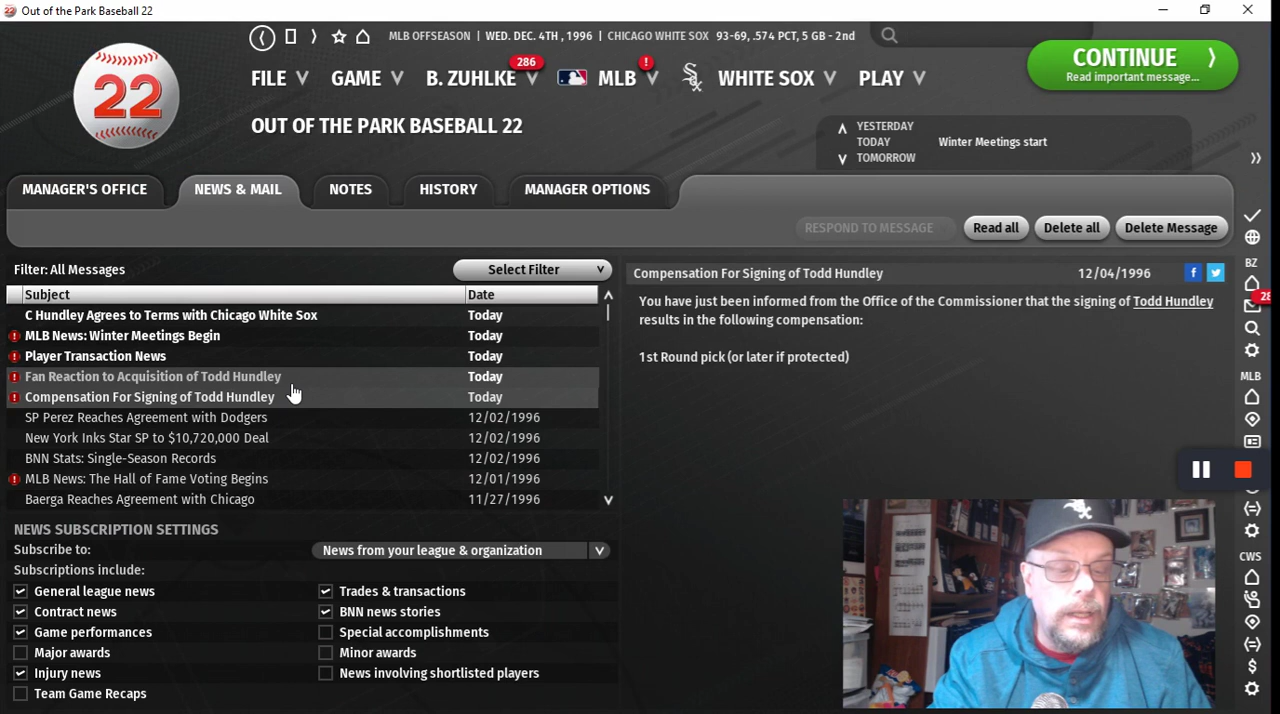 Out of the Park Baseball 22
MLB OFFSEASON | WED. DEC. 4TH , 1996 | CHICAGO WHITE SOX 93-69, .574 PCT, 5 GB - 2nd
CONTINUE
Read important message...
22
FILE GAME B. ZUHLKE 286 MLB ! WHITE SOX PLAY
OUT OF THE PARK BASEBALL 22
YESTERDAY
TODAY Winter Meetings start
TOMORROW
MANAGER'S OFFICE NEWS & MAIL NOTES HISTORY MANAGER OPTIONS
RESPOND TO MESSAGE Read all Delete all Delete Message
Filter: All Messages Select Filter
Subject Date
C Hundley Agrees to Terms with Chicago White Sox Today
MLB News: Winter Meetings Begin Today
Player Transaction News Today
Fan Reaction to Acquisition of Todd Hundley Today
Compensation For Signing of Todd Hundley Today
SP Perez Reaches Agreement with Dodgers 12/02/1996
New York Inks Star SP to $10,720,000 Deal 12/02/1996
BNN Stats: Single-Season Records 12/02/1996
MLB News: The Hall of Fame Voting Begins 12/01/1996
Baerga Reaches Agreement with Chicago 11/27/1996
Compensation For Signing of Todd Hundley 12/04/1996
You have just been informed from the Office of the Commissioner that the signing of Todd Hundley
results in the following compensation:
1st Round pick (or later if protected)
NEWS SUBSCRIPTION SETTINGS
Subscribe to: News from your league & organization
Subscriptions include:
General league news Trades & transactions
Contract news BNN news stories
Game performances Special accomplishments
Major awards Minor awards
Injury news News involving shortlisted players
Team Game Recaps
BZ
28
MLB
CWS